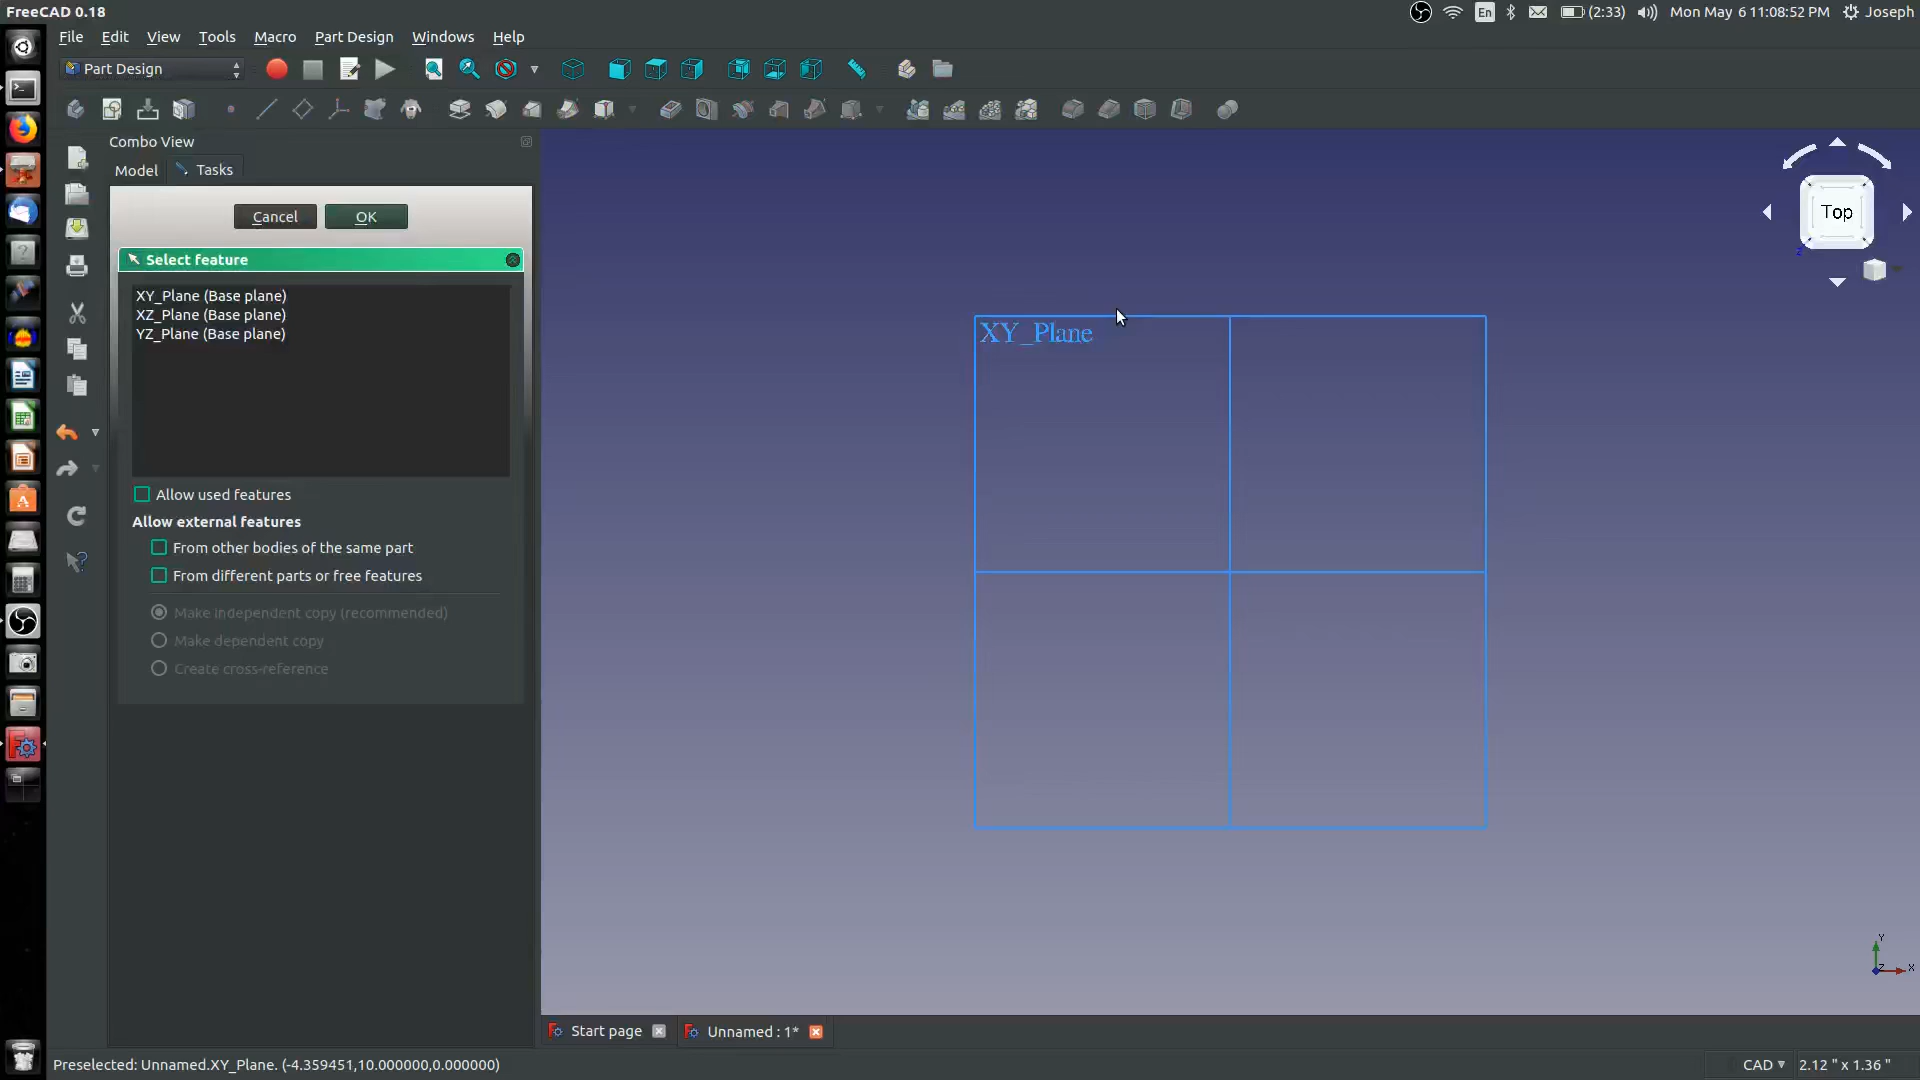 FreeCAD 0.18
En
(2:33)
Mon May 6 11:08:52 PM
Joseph
File Edit View Tools Macro Part Design Windows Help
Part Design
Combo View
Model
Tasks
Cancel
OK
Select feature
XY_Plane (Base plane)
XZ_Plane (Base plane)
YZ_Plane (Base plane)
Allow used features
Allow external features
From other bodies of the same part
From different parts or free features
Make independent copy (recommended)
Make dependent copy
Create cross-reference
XY_Plane
Top
Z
Y
Z
X
Start page
Unnamed : 1*
Preselected: Unnamed.XY_Plane. (-4.359451,10.000000,0.000000)
CAD
2.12 " x 1.36 "